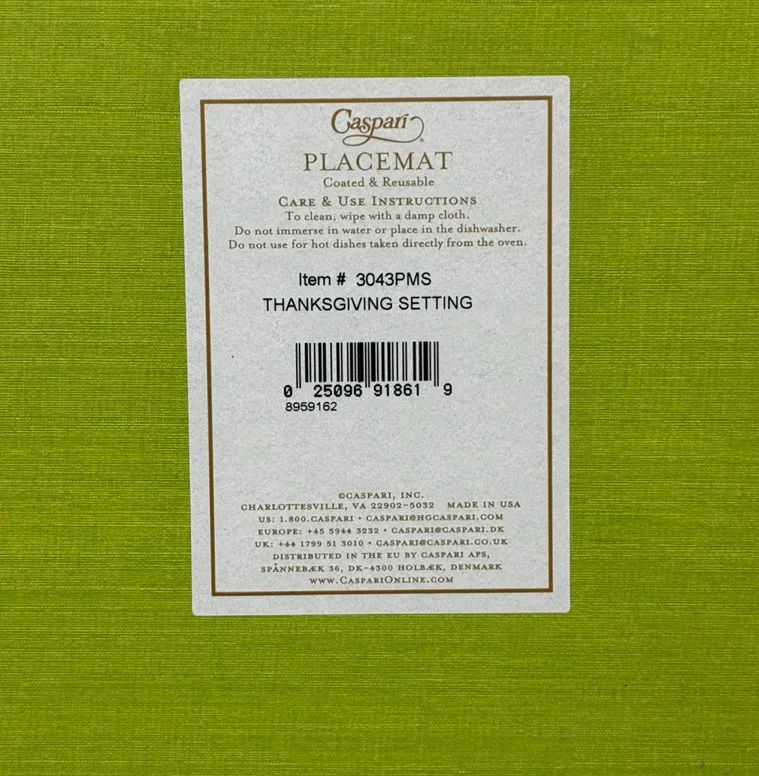 Caspari®
PLACEMAT
Coated & Reusable
CARE & USE INSTRUCTIONS
To clean, wipe with a damp cloth.
Do not immerse in water or place in the dishwasher.
Do not use for hot dishes taken directly from the oven.
Item # 3043PMS
THANKSGIVING SETTING
0 25096 91861 9
8959162
©CASPARI, INC.
CHARLOTTESVILLE, VA 22902-5032 MADE IN USA
US: 1.800.CASPARI • CASPARI@HGCASPARI.COM
EUROPE: +45 5944 3232 • CASPARI@CASPARI.DK
UK: +44 1799 51 3010 • CASPARI@CASPARI.CO.UK
DISTRIBUTED IN THE EU BY CASPARI APS,
SPÅNNEBÆK 36, DK-4300 HOLBÆK, DENMARK
WWW.CASPARIONLINE.COM